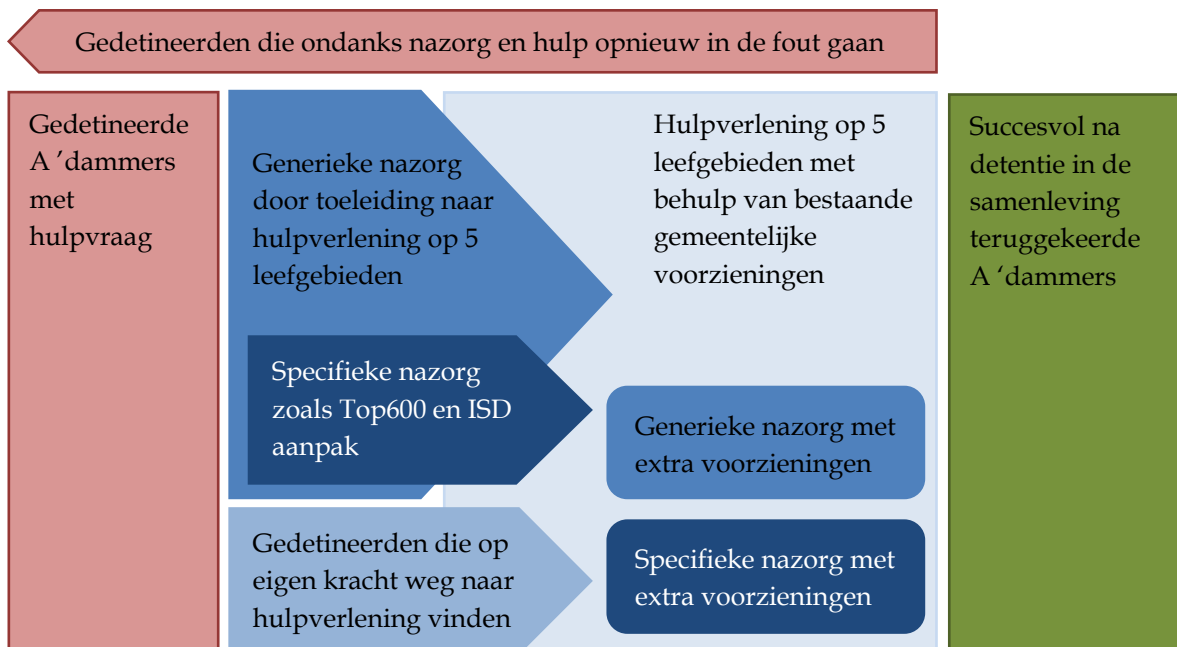 Gedetineerden die ondanks nazorg en hulp opnieuw in de fout gaan
Gedetineerde
A ’dammers
met
hulpvraag
Generieke nazorg
door toeleiding naar
hulpverlening op 5
leefgebieden
Specifieke nazorg
zoals Top600 en ISD
aanpak
Gedetineerden die op
eigen kracht weg naar
hulpverlening vinden
Hulpverlening op 5
leefgebieden met
behulp van bestaande
gemeentelijke
voorzieningen
Generieke nazorg met
extra voorzieningen
Specifieke nazorg met
extra voorzieningen
Succesvol na
detentie in de
samenleving
teruggekeerde
A ‘dammers